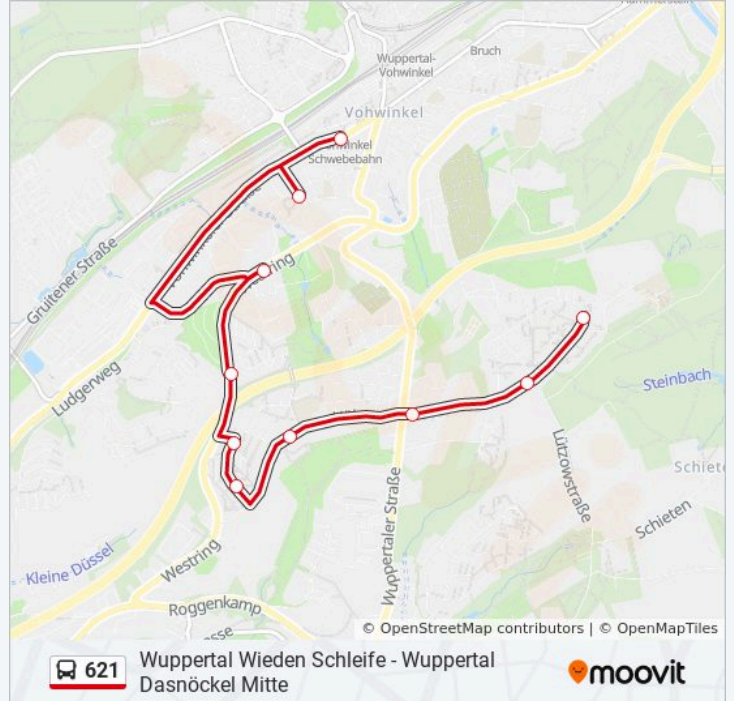 Wuppertal-
Vohwinkel
Bruch
Vohwinkel
Schwebebahn
Gruitener Straße
Ludgerweg
Steinbach
Lützowstraße
Schieten
Wuppertaler Straße
Kleine Düssel
Westring
Roggenkamp
© OpenStreetMap contributors | © OpenMapTiles
621
Wuppertal Wieden Schleife - Wuppertal
Dasnöckel Mitte
moovit